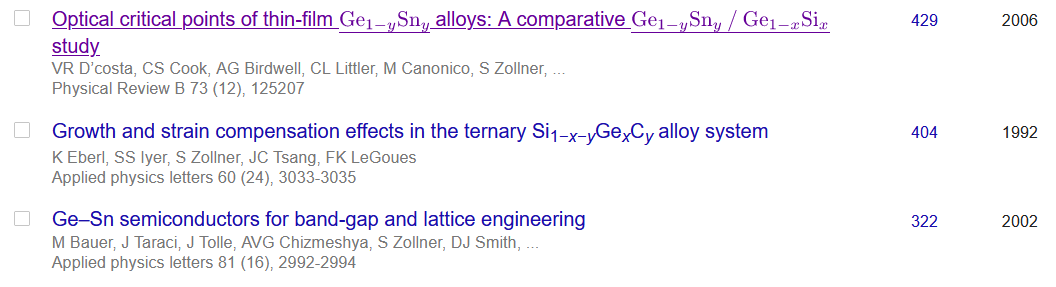 Optical critical points of thin-film Ge₁₋ᵧSnᵧ alloys: A comparative Ge₁₋ᵧSnᵧ / Ge₁₋ₓSiₓ 429 2006
study
VR D'costa, CS Cook, AG Birdwell, CL Littler, M Canonico, S Zollner, ...
Physical Review B 73 (12), 125207
Growth and strain compensation effects in the ternary Si1−x−yGexCy alloy system 404 1992
K Eberl, SS Iyer, S Zollner, JC Tsang, FK LeGoues
Applied physics letters 60 (24), 3033-3035
Ge–Sn semiconductors for band-gap and lattice engineering 322 2002
M Bauer, J Taraci, J Tolle, AVG Chizmeshya, S Zollner, DJ Smith, ...
Applied physics letters 81 (16), 2992-2994